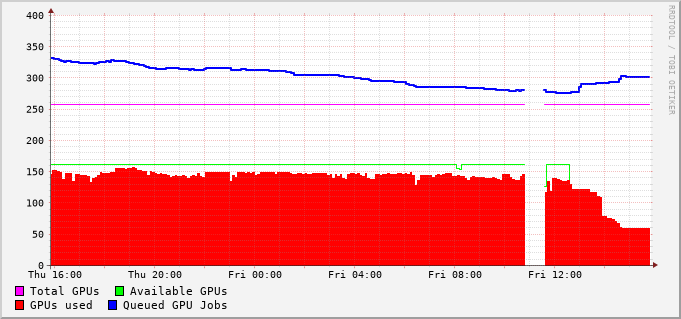 400
350
300
250
200
150
100
50
0
Thu 16:00 Thu 20:00 Fri 00:00 Fri 04:00 Fri 08:00 Fri 12:00
Total GPUs Available GPUs
GPUs used Queued GPU Jobs
RRDTOOL / TOBI OETIKER